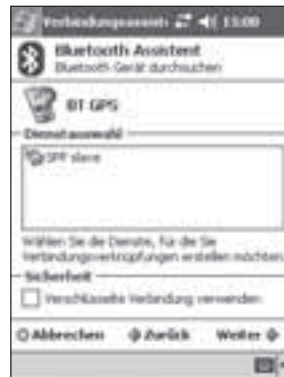 Verbindungsassist. 15:00
Bluetooth Assistent
Bluetooth Gerät durchsuchen
BT GPS
Dienstauswahl
SPP slave
Wählen Sie die Dienste, für die Sie
Verbindungsverknüpfungen erstellen möchten.
Sicherheit
Verschlüsselte Verbindung verwenden
Abbrechen Zurück Weiter